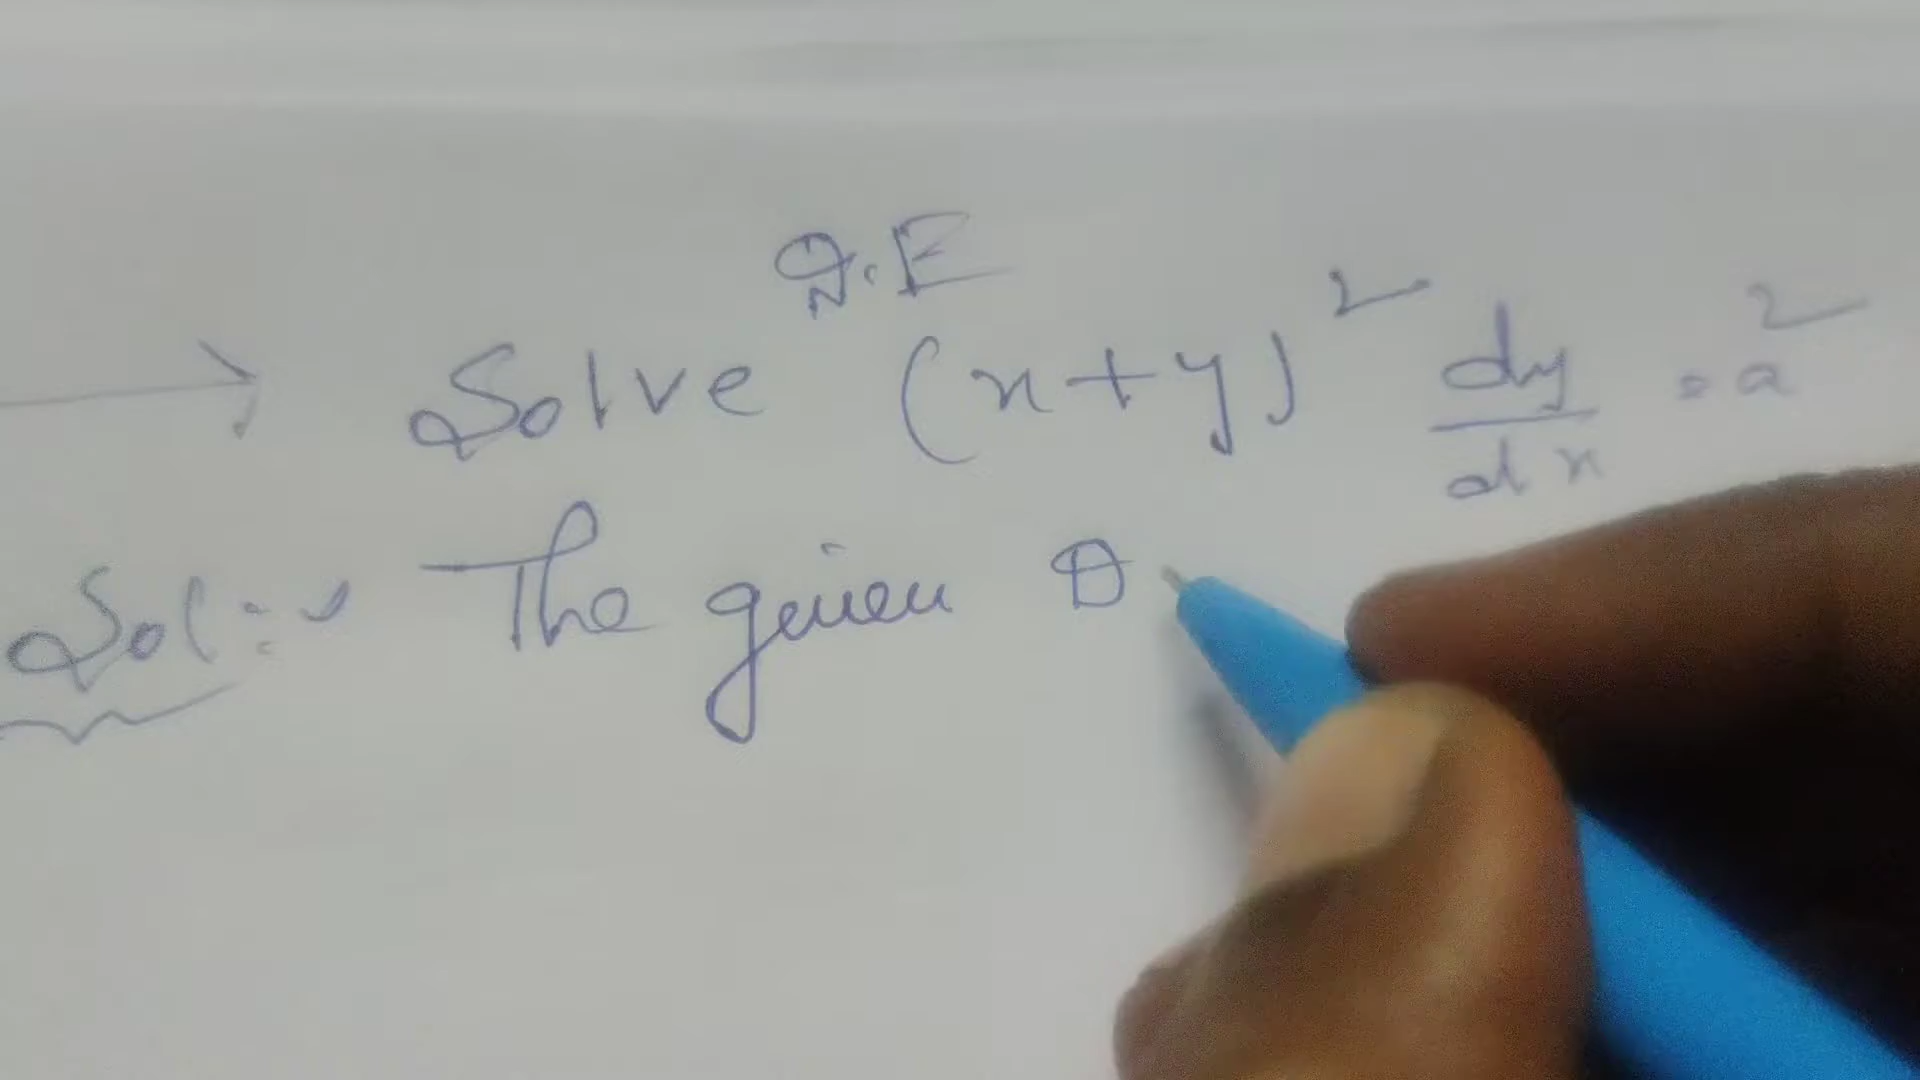 D.E
Solve (x+y)² dy/dx = a²
Sol:- The given D